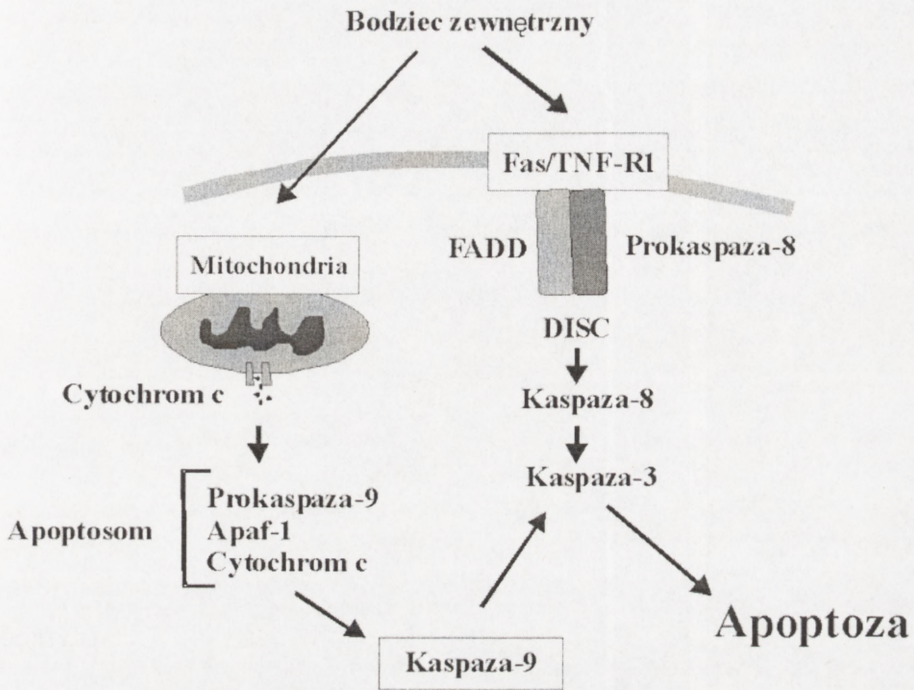 Bodziec zewnętrzny
Fas/TNF-R1
FADD
Prokaspaza-8
Mitochondria
DISC
Cytochrom c
Kaspaza-8
Kaspaza-3
Apoptosom
Prokaspaza-9
Apaf-1
Cytochrom c
Apoptoza
Kaspaza-9